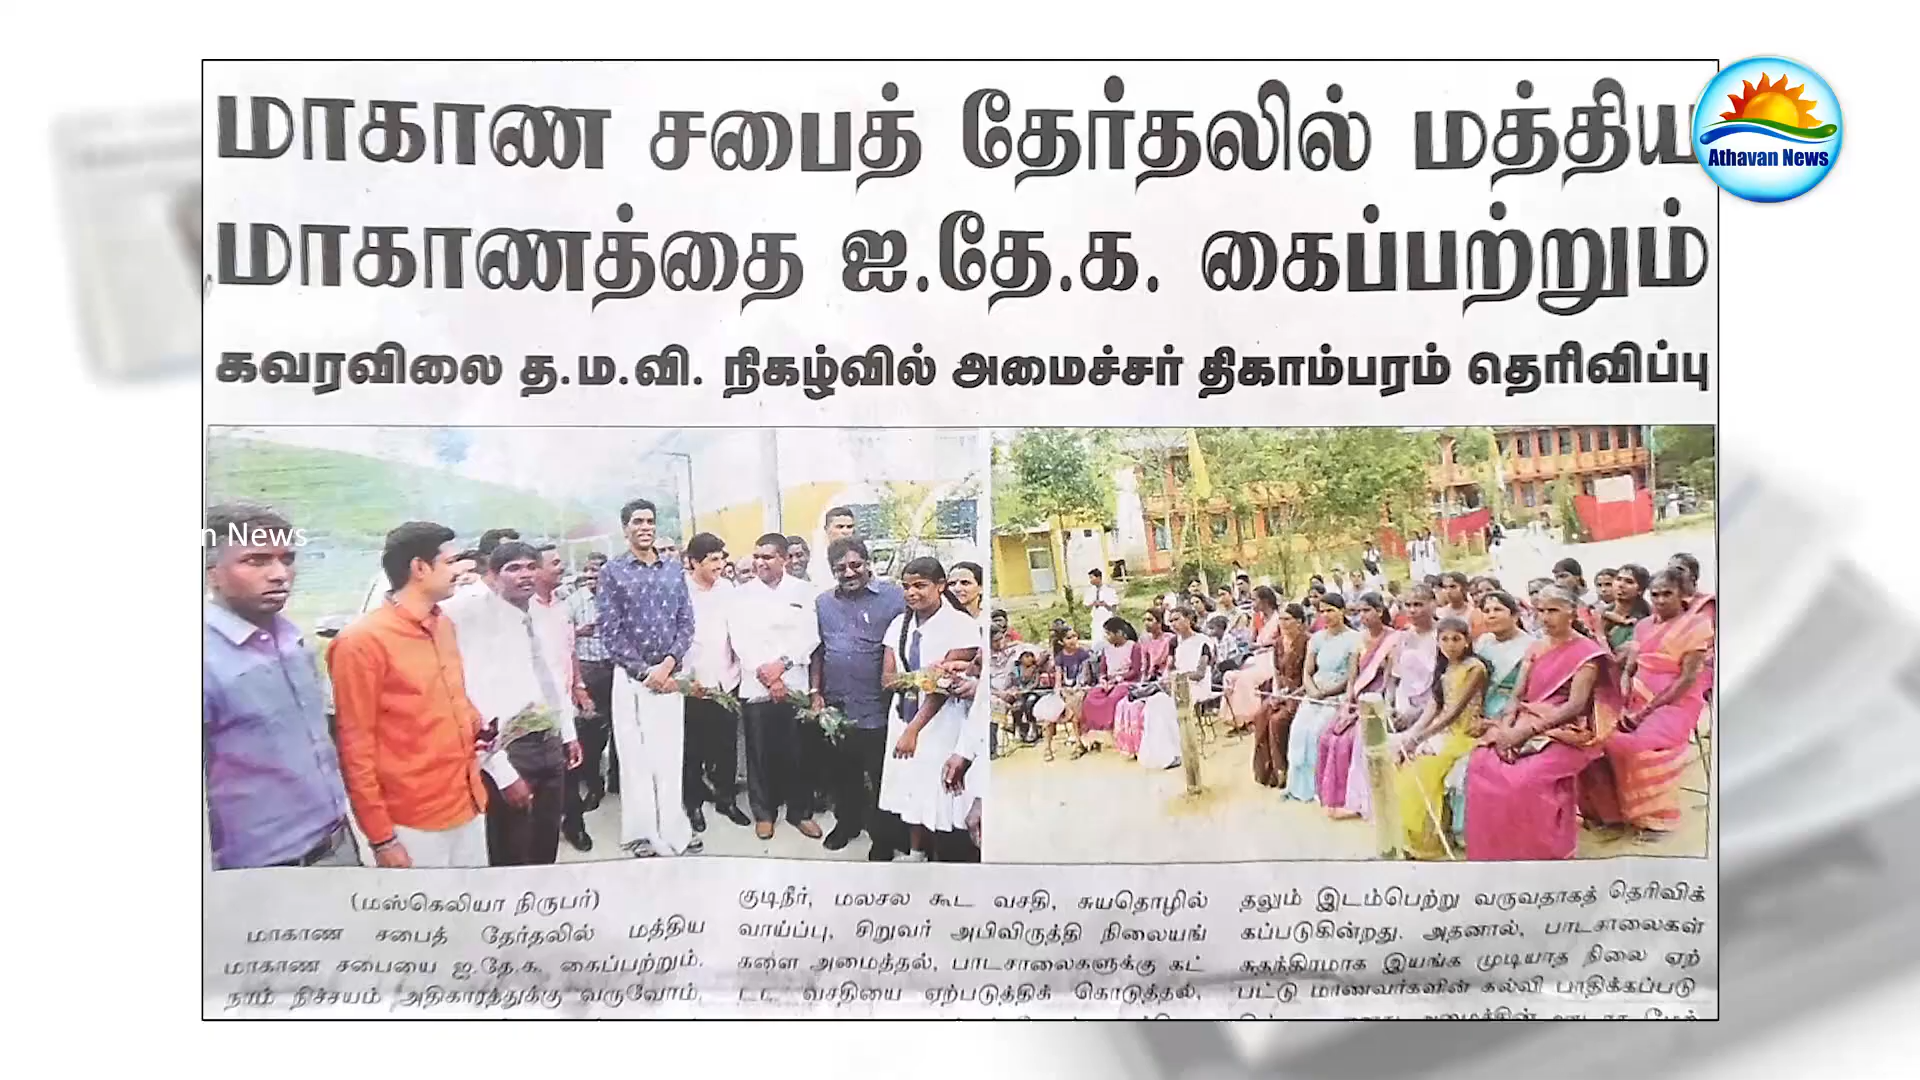 மாகாண சபைத் தேர்தலில் மத்திய
மாகாணத்தை ஐ.தே.க. கைப்பற்றும்
கவரவிலை த.ம.வி. நிகழ்வில் அமைச்சர் திகாம்பரம் தெரிவிப்பு
Athavan News
n News
(மஸ்கெலியா நிருபர்)
மாகாண சபைத் தேர்தலில் மத்திய
மாகாண சபையை ஐ.தே.க. கைப்பற்றும்.
நாம் நிச்சயம் அதிகாரத்துக்கு வருவோம்,
குடிநீர், மலசல கூட வசதி, சுயதொழில்
வாய்ப்பு, சிறுவர் அபிவிருத்தி நிலையங்
களை அமைத்தல், பாடசாலைகளுக்கு கட்
டட வசதியை ஏற்படுத்திக் கொடுத்தல்,
தலும் இடம்பெற்று வருவதாகத் தெரிவிக்
கப்படுகின்றது. அதனால், பாடசாலைகள்
சுதந்திரமாக இயங்க முடியாத நிலை ஏற்
பட்டு மாணவர்களின் கல்வி பாதிக்கப்படு